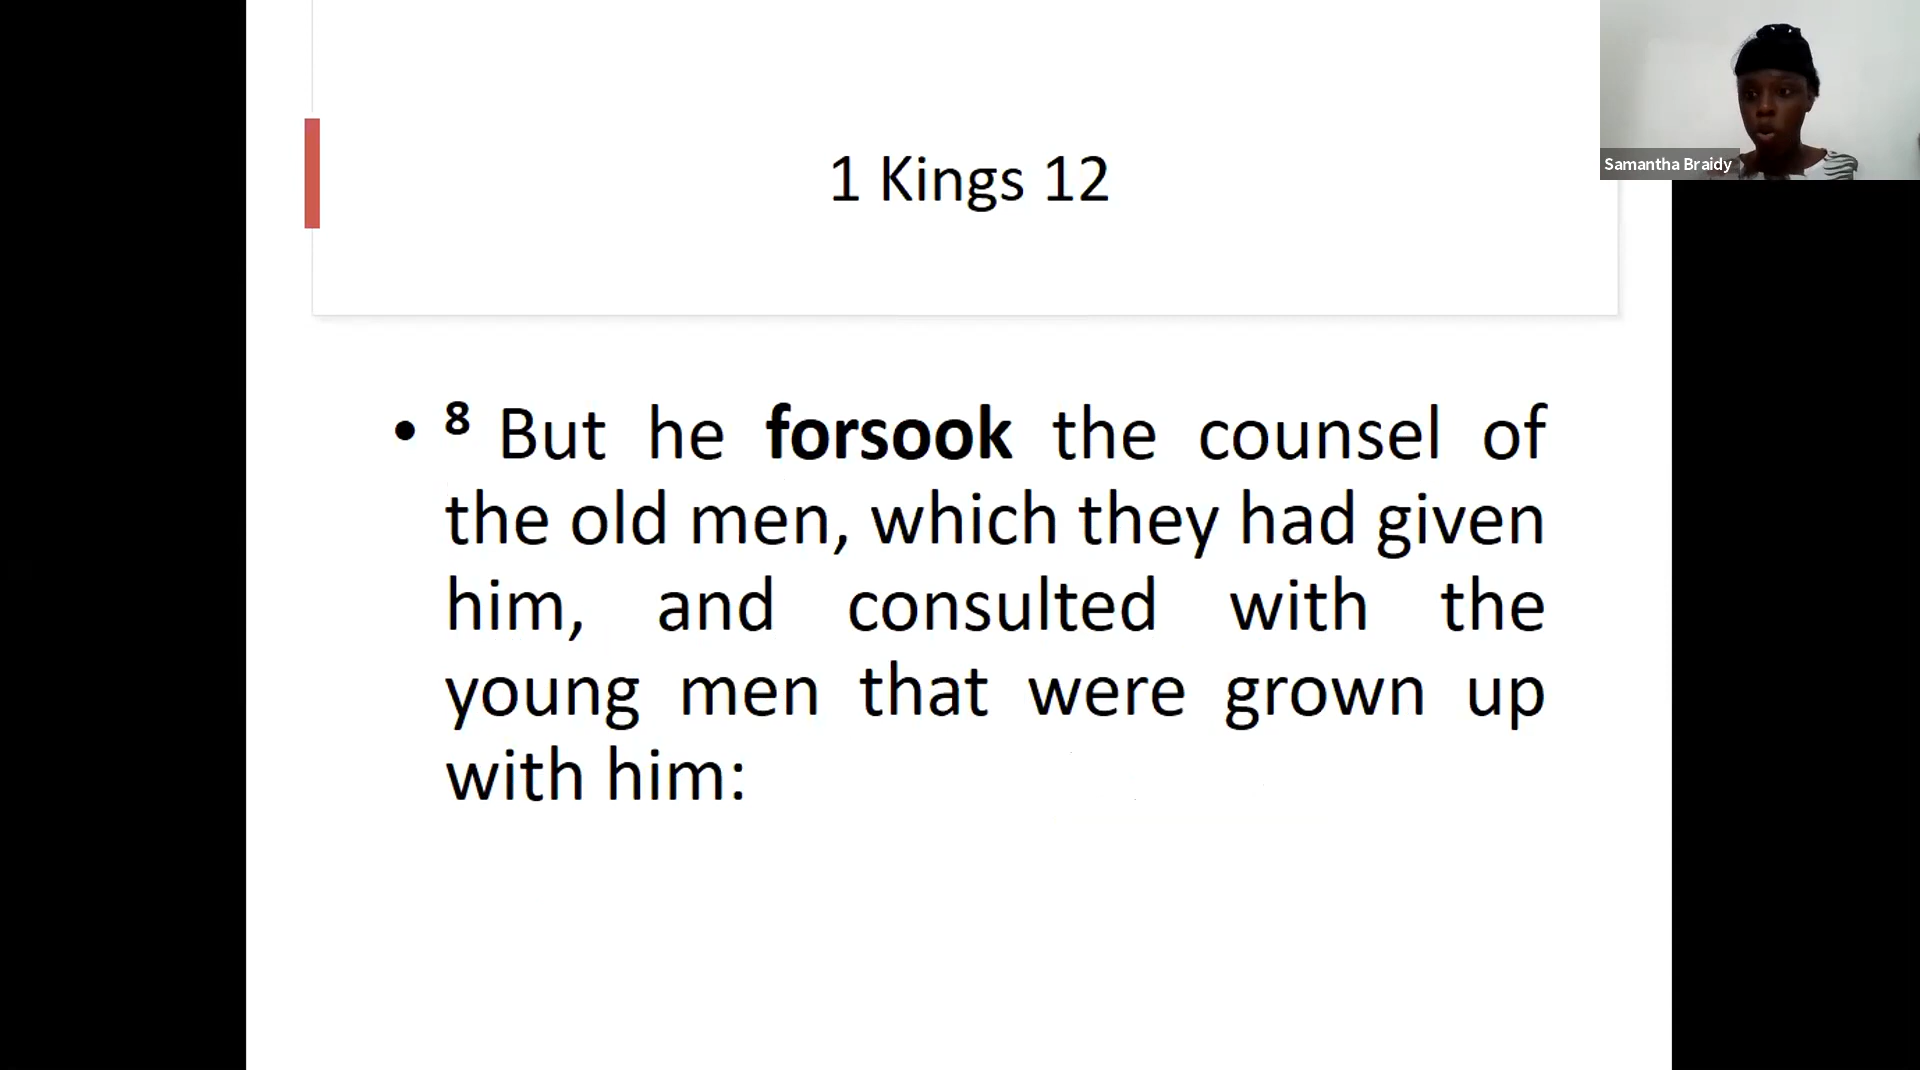 1 Kings 12
Samantha Braidy
• ⁸ But he forsook the counsel of
the old men, which they had given
him, and consulted with the
young men that were grown up
with him: